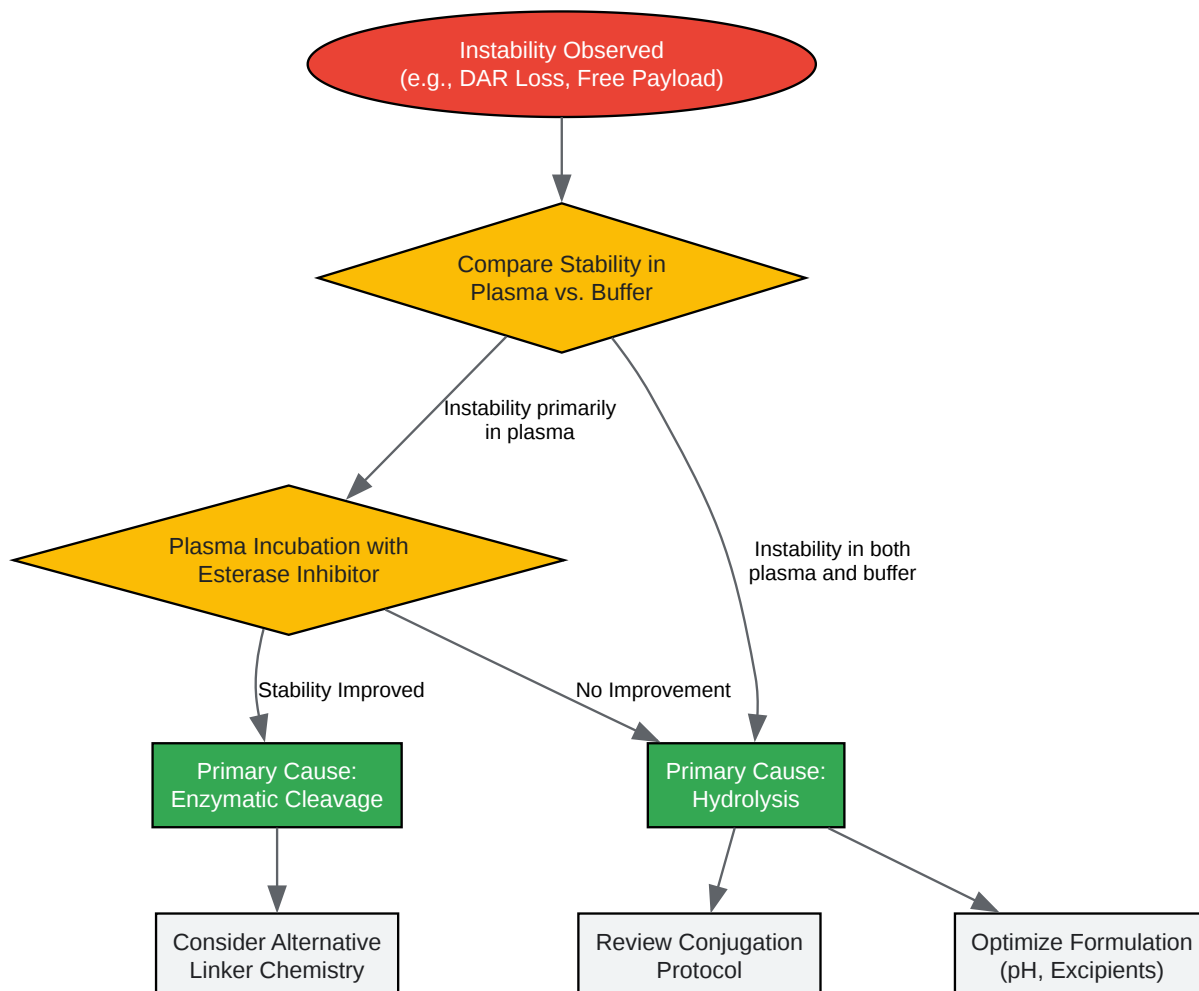 Instability Observed
(e.g., DAR Loss, Free Payload)
Compare Stability in
Plasma vs. Buffer
Instability primarily
in plasma
Plasma Incubation with
Esterase Inhibitor
Instability in both
plasma and buffer
Stability Improved
No Improvement
Primary Cause:
Enzymatic Cleavage
Primary Cause:
Hydrolysis
Consider Alternative
Linker Chemistry
Review Conjugation
Protocol
Optimize Formulation
(pH, Excipients)